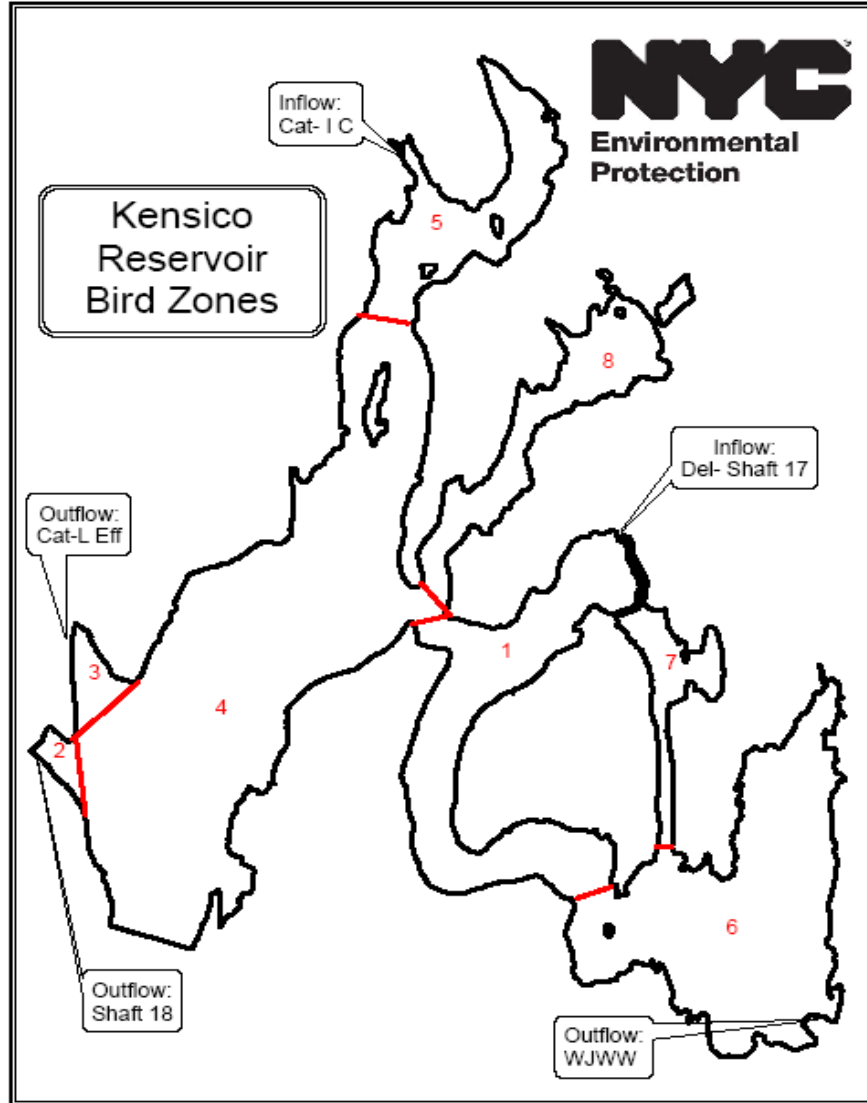 NYC
Environmental
Protection
Inflow:
Cat- I C
Kensico
Reservoir
Bird Zones
5
8
Inflow:
Del- Shaft 17
Outflow:
Cat-L Eff
1
7
3
4
2
6
Outflow:
Shaft 18
Outflow:
WJWW